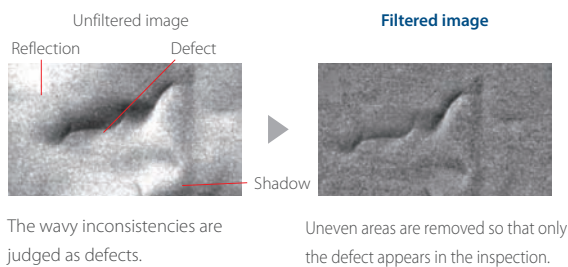 Unfiltered image
Filtered image
Reflection
Defect
Shadow
The wavy inconsistencies are
judged as defects.
Uneven areas are removed so that only
the defect appears in the inspection.